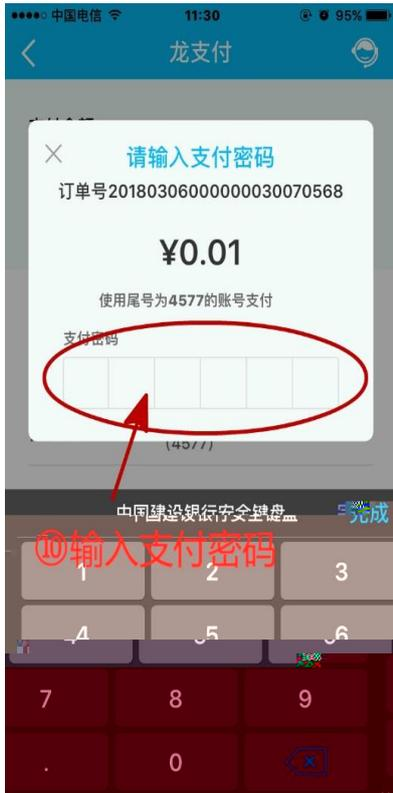 中国电信 11:30 95%
龙支付
请输入支付密码
订单号20180306000000030070568
¥0.01
使用尾号为4577的账号支付
支付密码
(4577)
中国建设银行安全键盘 完成
⑩输入支付密码
1 2 3
4 5 6
7 8 9
. 0